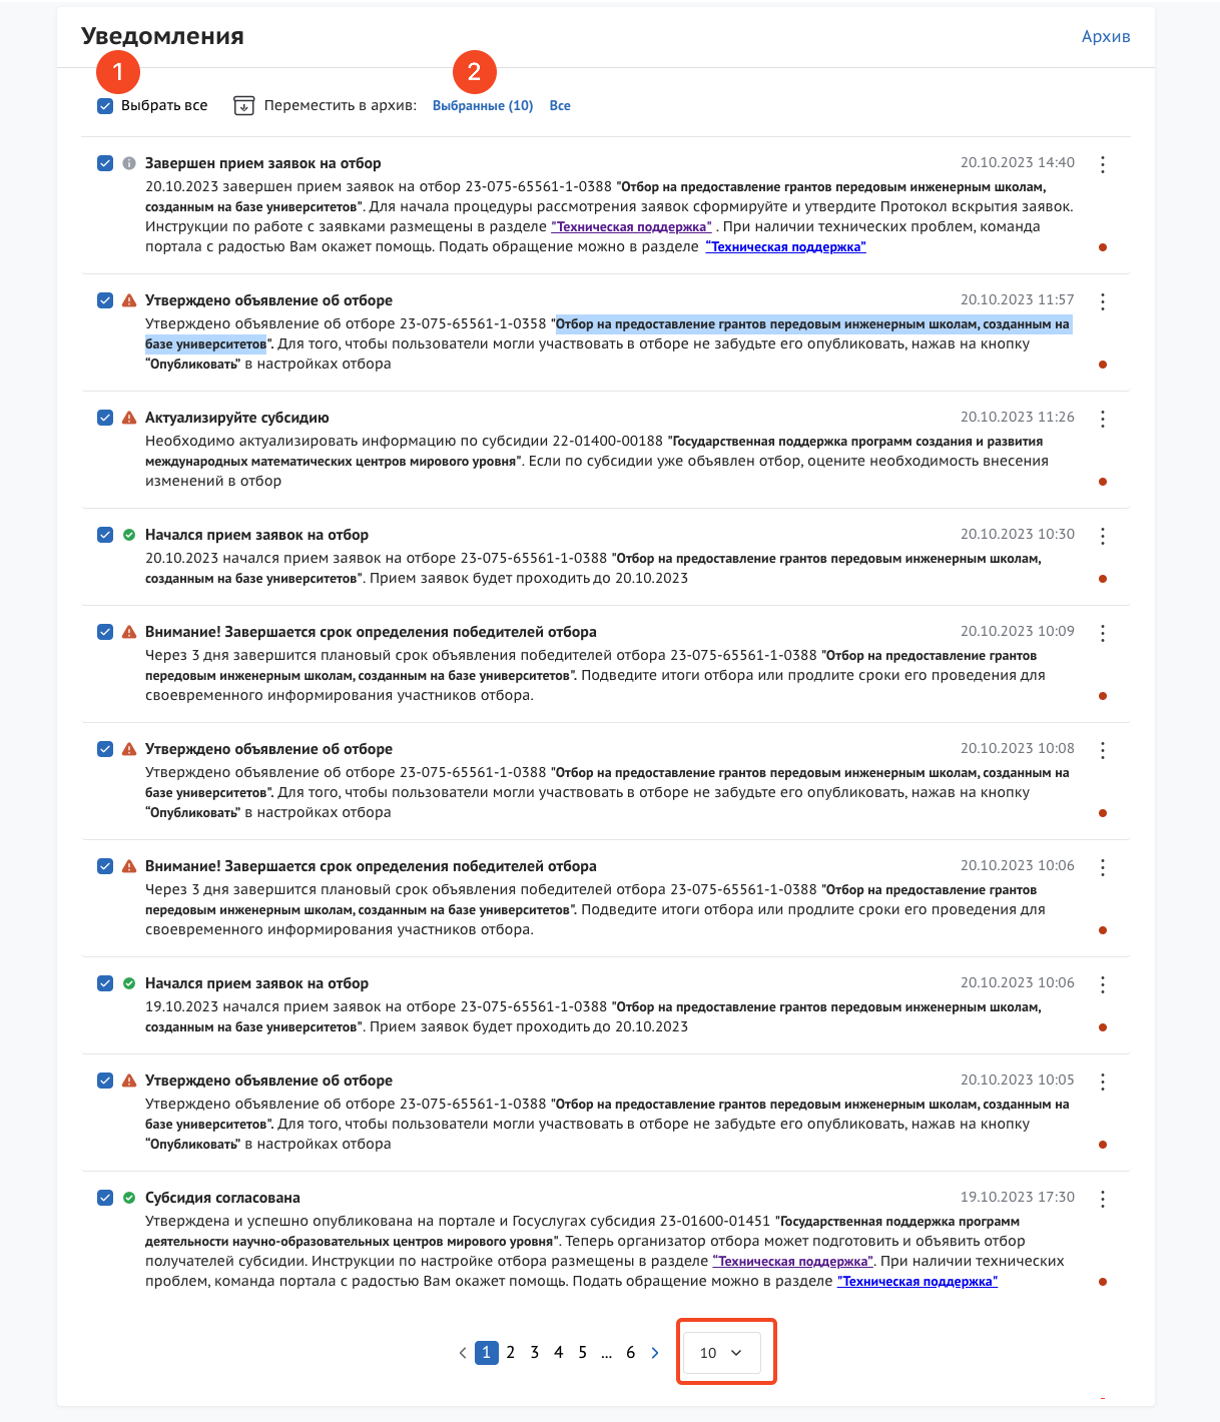 Уведомления
Архив
1
2
Выбрать все
Переместить в архив:
Выбранные (10)
Все
Завершен прием заявок на отбор
20.10.2023 14:40
20.10.2023 завершен прием заявок на отбор 23-075-65561-1-0388 "Отбор на предоставление грантов передовым инженерным школам,
созданным на базе университетов". Для начала процедуры рассмотрения заявок сформируйте и утвердите Протокол вскрытия заявок.
Инструкции по работе с заявками размещены в разделе "Техническая поддержка" . При наличии технических проблем, команда
портала с радостью Вам окажет помощь. Подать обращение можно в разделе “Техническая поддержка"
Утверждено объявление об отборе
20.10.2023 11:57
Утверждено объявление об отборе 23-075-65561-1-0358 "Отбор на предоставление грантов передовым инженерным школам, созданным на
базе университетов". Для того, чтобы пользователи могли участвовать в отборе не забудьте его опубликовать, нажав на кнопку
“Опубликовать” в настройках отбора
Актуализируйте субсидию
20.10.2023 11:26
Необходимо актуализировать информацию по субсидии 22-01400-00188 "Государственная поддержка программ создания и развития
международных математических центров мирового уровня". Если по субсидии уже объявлен отбор, оцените необходимость внесения
изменений в отбор
Начался прием заявок на отбор
20.10.2023 10:30
20.10.2023 начался прием заявок на отборе 23-075-65561-1-0388 "Отбор на предоставление грантов передовым инженерным школам,
созданным на базе университетов". Прием заявок будет проходить до 20.10.2023
Внимание! Завершается срок определения победителей отбора
20.10.2023 10:09
Через 3 дня завершится плановый срок объявления победителей отбора 23-075-65561-1-0388 "Отбор на предоставление грантов
передовым инженерным школам, созданным на базе университетов". Подведите итоги отбора или продлите сроки его проведения для
своевременного информирования участников отбора.
Утверждено объявление об отборе
20.10.2023 10:08
Утверждено объявление об отборе 23-075-65561-1-0388 "Отбор на предоставление грантов передовым инженерным школам, созданным на
базе университетов". Для того, чтобы пользователи могли участвовать в отборе не забудьте его опубликовать, нажав на кнопку
“Опубликовать” в настройках отбора
Внимание! Завершается срок определения победителей отбора
20.10.2023 10:06
Через 3 дня завершится плановый срок объявления победителей отбора 23-075-65561-1-0388 "Отбор на предоставление грантов
передовым инженерным школам, созданным на базе университетов". Подведите итоги отбора или продлите сроки его проведения для
своевременного информирования участников отбора.
Начался прием заявок на отбор
20.10.2023 10:06
19.10.2023 начался прием заявок на отборе 23-075-65561-1-0388 "Отбор на предоставление грантов передовым инженерным школам,
созданным на базе университетов". Прием заявок будет проходить до 20.10.2023
Утверждено объявление об отборе
20.10.2023 10:05
Утверждено объявление об отборе 23-075-65561-1-0388 "Отбор на предоставление грантов передовым инженерным школам, созданным на
базе университетов". Для того, чтобы пользователи могли участвовать в отборе не забудьте его опубликовать, нажав на кнопку
“Опубликовать” в настройках отбора
Субсидия согласована
19.10.2023 17:30
Утверждена и успешно опубликована на портале и Госуслугах субсидия 23-01600-01451 "Государственная поддержка программ
деятельности научно-образовательных центров мирового уровня". Теперь организатор отбора может подготовить и объявить отбор
получателей субсидии. Инструкции по настройке отбора размещены в разделе “Техническая поддержка”. При наличии технических
проблем, команда портала с радостью Вам окажет помощь. Подать обращение можно в разделе "Техническая поддержка"
1 2 3 4 5 ... 6
10